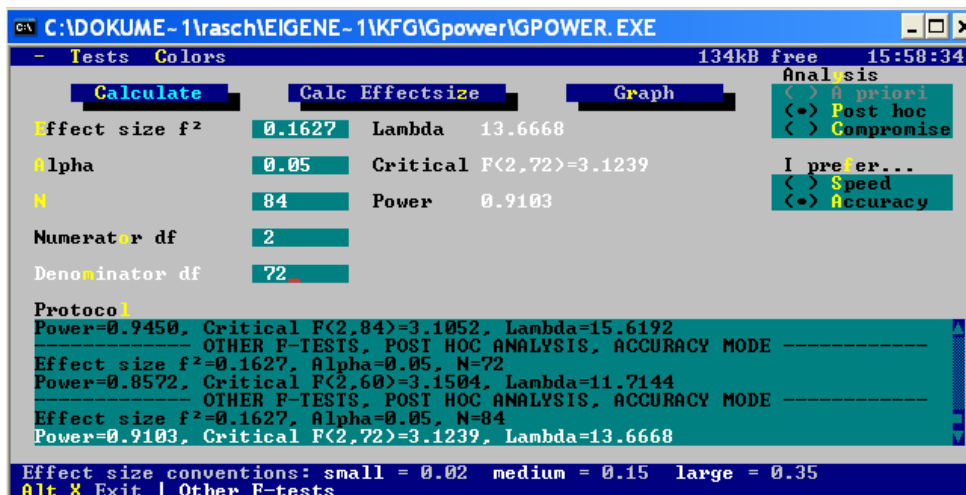 C:\DOKUME~1\rasch\EIGENE~1\KFG\Gpower\GPOWER.EXE
- Tests Colors 134kB free 15:58:34
Calculate Calc Effectsize Graph Analysis
( ) A priori
(•) Post hoc
( ) Compromise
Effect size f² 0.1627 Lambda 13.6668
Alpha 0.05 Critical F(2,72)=3.1239 I prefer...
( ) Speed
(•) Accuracy
N 84 Power 0.9103
Numerator df 2
Denominator df 72_
Protocol
Power=0.9450, Critical F(2,84)=3.1052, Lambda=15.6192
------------- OTHER F-TESTS, POST HOC ANALYSIS, ACCURACY MODE ------------
Effect size f²=0.1627, Alpha=0.05, N=72
Power=0.8572, Critical F(2,60)=3.1504, Lambda=11.7144
------------- OTHER F-TESTS, POST HOC ANALYSIS, ACCURACY MODE ------------
Effect size f²=0.1627, Alpha=0.05, N=84
Power=0.9103, Critical F(2,72)=3.1239, Lambda=13.6668
Effect size conventions: small = 0.02 medium = 0.15 large = 0.35
Alt X Exit | Other F-tests